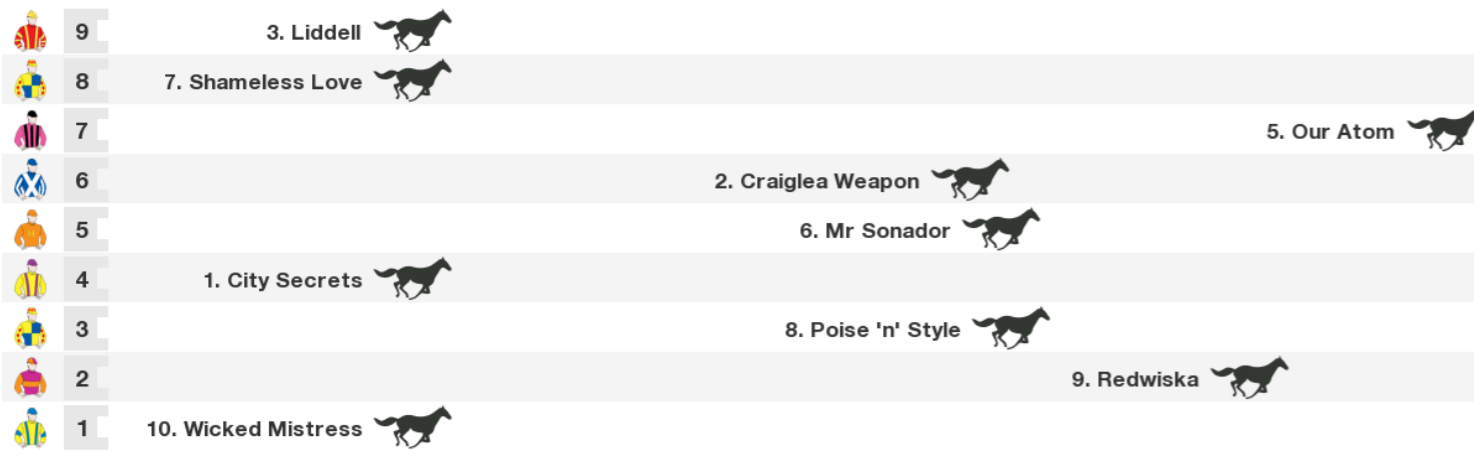 9 3. Liddell
8 7. Shameless Love
7 5. Our Atom
6 2. Craiglea Weapon
5 6. Mr Sonador
4 1. City Secrets
3 8. Poise 'n' Style
2 9. Redwiska
1 10. Wicked Mistress